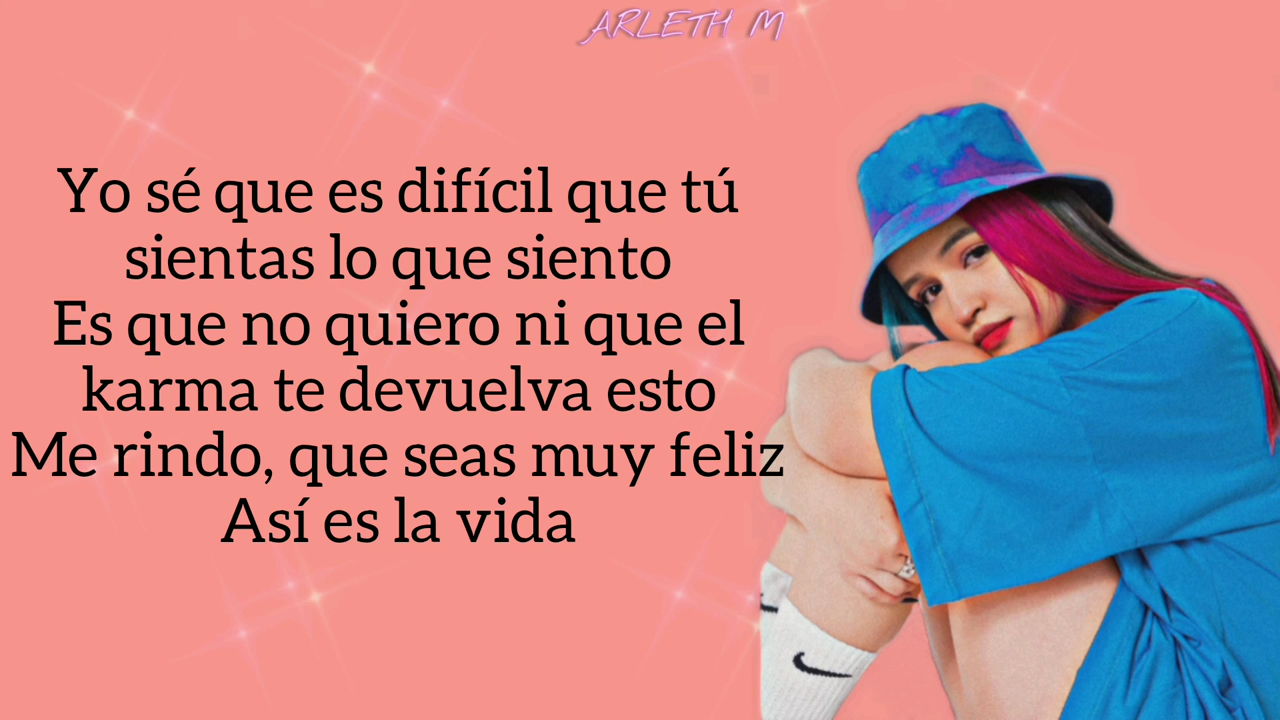 ARLETH M
Yo sé que es difícil que tú
sientas lo que siento
Es que no quiero ni que el
karma te devuelva esto
Me rindo, que seas muy feliz
Así es la vida